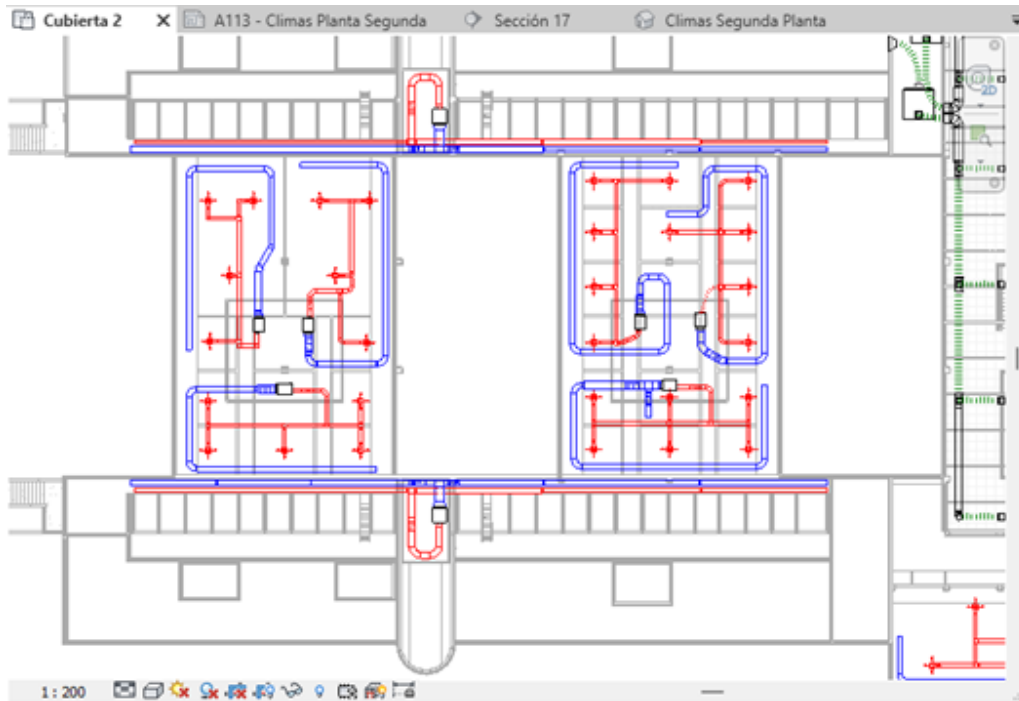 Cubierta 2
A113 - Climas Planta Segunda
Sección 17
Climas Segunda Planta
2D
1 : 200